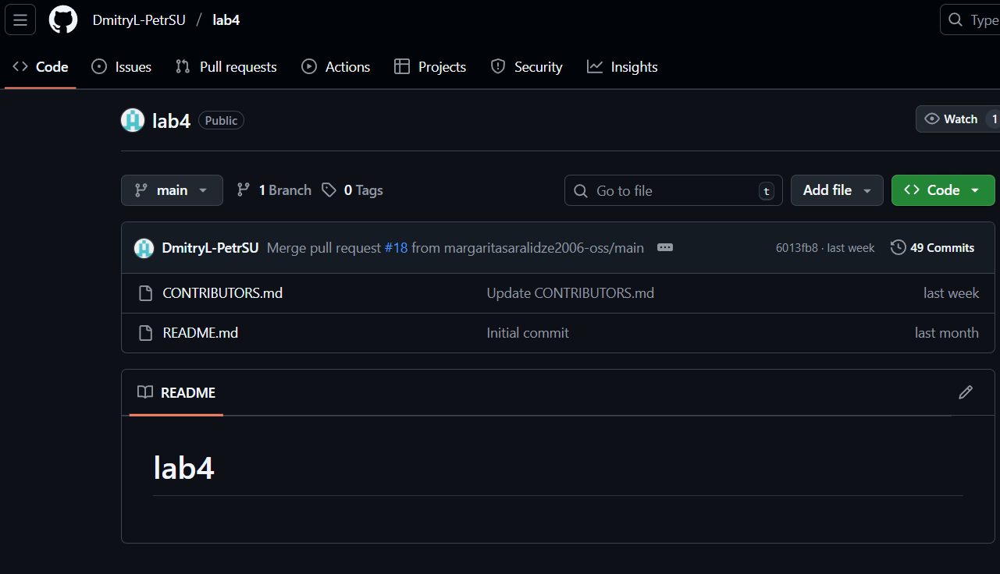 DmitryL-PetrSU / lab4
Type
Code Issues Pull requests Actions Projects Security Insights
lab4 Public
Watch 1
main 1 Branch 0 Tags Go to file t Add file Code
DmitryL-PetrSU Merge pull request #18 from margaritasaralidze2006-oss/main 6013fb8 · last week 49 Commits
CONTRIBUTORS.md Update CONTRIBUTORS.md last week
README.md Initial commit last month
README
lab4